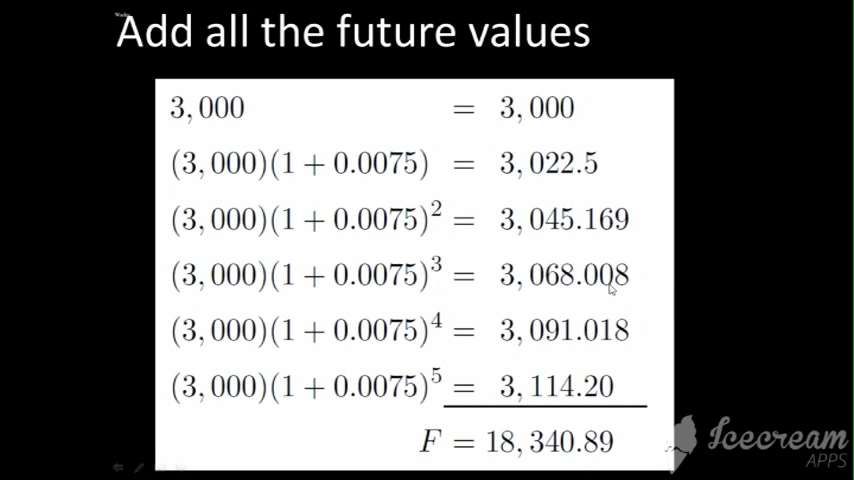 Add all the future values
3,000 = 3,000
(3,000)(1 + 0.0075) = 3,022.5
(3,000)(1 + 0.0075)² = 3,045.169
(3,000)(1 + 0.0075)³ = 3,068.008
(3,000)(1 + 0.0075)⁴ = 3,091.018
(3,000)(1 + 0.0075)⁵ = 3,114.20
F = 18,340.89
Icecream
APPS